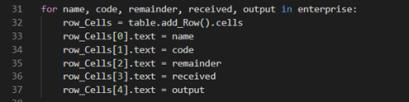 31 for name, code, remainder, received, output in enterprise:
32     row_Cells = table.add_Row().cells
33     row_Cells[0].text = name
34     row_Cells[1].text = code
35     row_Cells[2].text = remainder
36     row_Cells[3].text = received
37     row_Cells[4].text = output